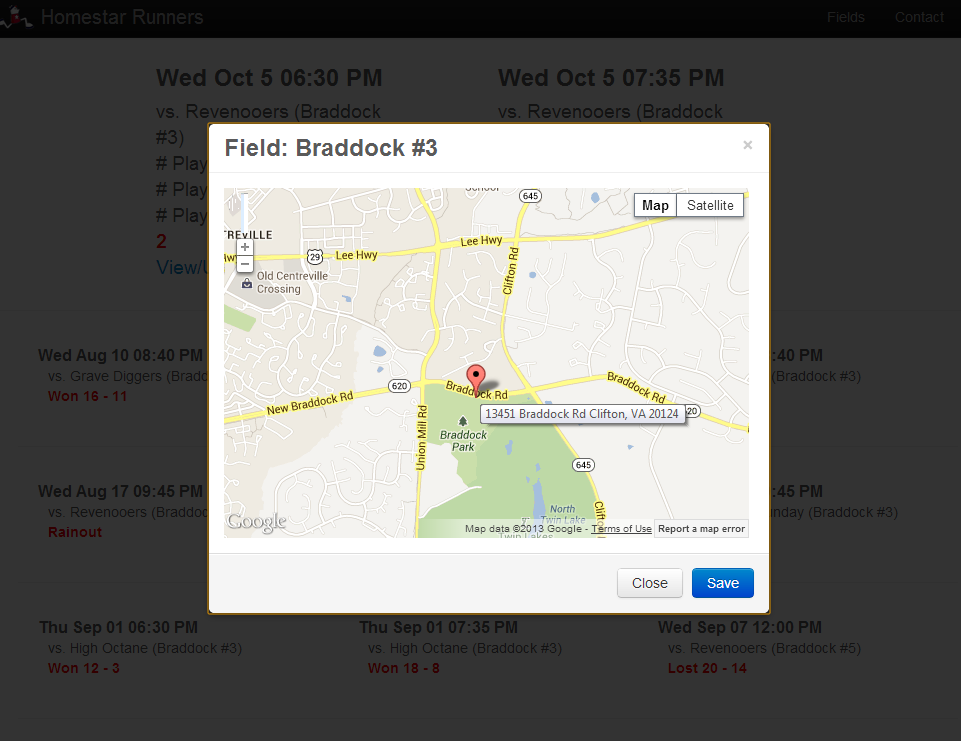 Homestar Runners
Fields
Contact
Wed Oct 5 06:30 PM
Wed Oct 5 07:35 PM
vs. Revenooers (Braddock
#3)
vs. Revenooers (Braddock
# Play
# Play
# Play
2
View/
Field: Braddock #3
×
Map
Satellite
645
Lee Hwy
29
Lee Hwy
Clifton Rd
+
−
Old Centreville
Crossing
620
New Braddock Rd
Braddock Rd
Braddock Rd
13451 Braddock Rd Clifton, VA 20124
20
Union Mill Rd
Braddock
Park
645
North
Twin Lake
Twin Lakes
Google
Map data ©2013 Google - Terms of Use
Report a map error
Close
Save
Wed Aug 10 08:40 PM
vs. Grave Diggers (Bradd
Won 16 - 11
:40 PM
(Braddock #3)
Wed Aug 17 09:45 PM
vs. Revenooers (Braddoc
Rainout
:45 PM
nday (Braddock #3)
Thu Sep 01 06:30 PM
vs. High Octane (Braddock #3)
Won 12 - 3
Thu Sep 01 07:35 PM
vs. High Octane (Braddock #3)
Won 18 - 8
Wed Sep 07 12:00 PM
vs. Revenooers (Braddock #5)
Lost 20 - 14